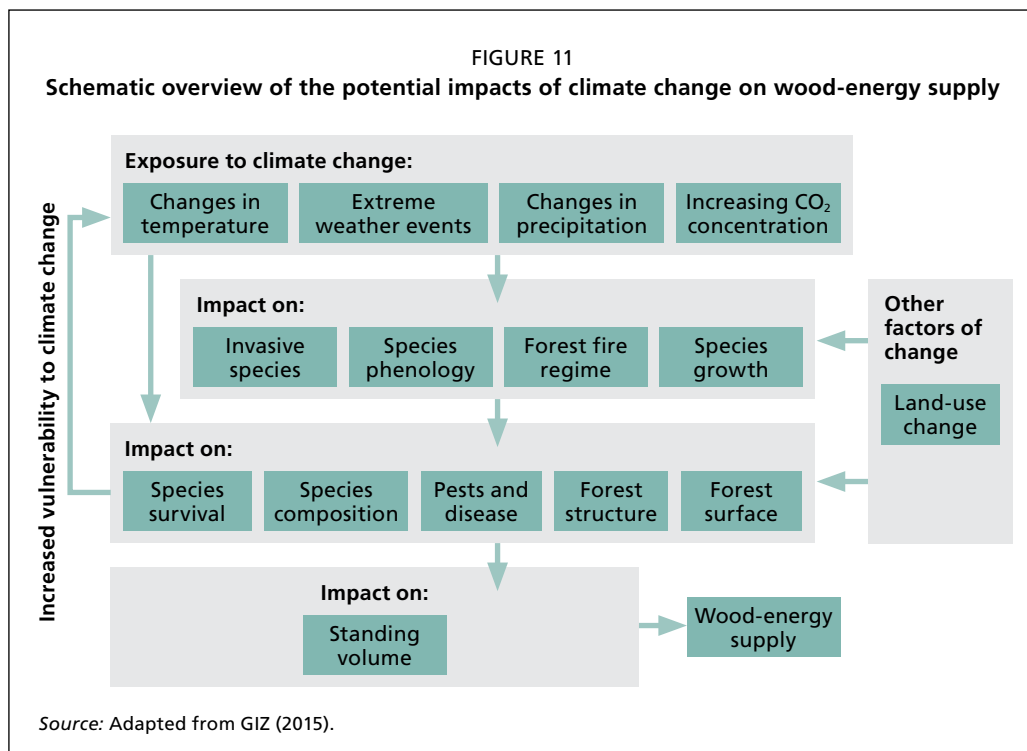 FIGURE 11
Schematic overview of the potential impacts of climate change on wood-energy supply
Increased vulnerability to climate change
Exposure to climate change:
Changes in
temperature
Extreme
weather events
Changes in
precipitation
Increasing CO₂
concentration
Impact on:
Invasive
species
Species
phenology
Forest fire
regime
Species
growth
Other
factors of
change
Land-use
change
Impact on:
Species
survival
Species
composition
Pests and
disease
Forest
structure
Forest
surface
Impact on:
Standing
volume
Wood-energy
supply
Source: Adapted from GIZ (2015).